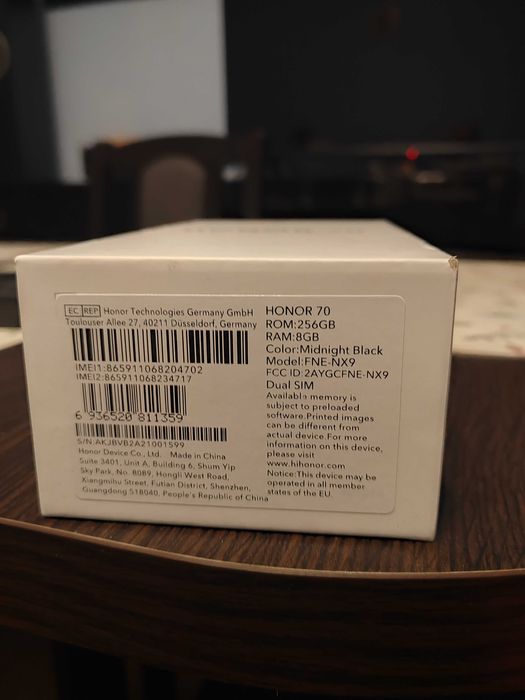 EC REP Honor Technologies Germany GmbH
Toulouser Allee 27, 40211 Düsseldorf, Germany
IMEI1:865911068204702
IMEI2:865911068234717
6 936520 811359
S/N:AKJBVB2A21001599
Honor Device Co., Ltd. Made in China
Suite 3401, Unit A, Building 6, Shum Yip
Sky Park, No. 8089, Hongli West Road,
Xiangmihu Street, Futian District, Shenzhen,
Guangdong 518040, People's Republic of China
HONOR 70
ROM:256GB
RAM:8GB
Color:Midnight Black
Model:FNE-NX9
FCC ID:2AYGCFNE-NX9
Dual SIM
Available memory is
subject to preloaded
software.Printed images
can be different from
actual device.For more
information on this device,
please visit
www.hihonor.com
Notice:This device may be
operated in all member
states of the EU.